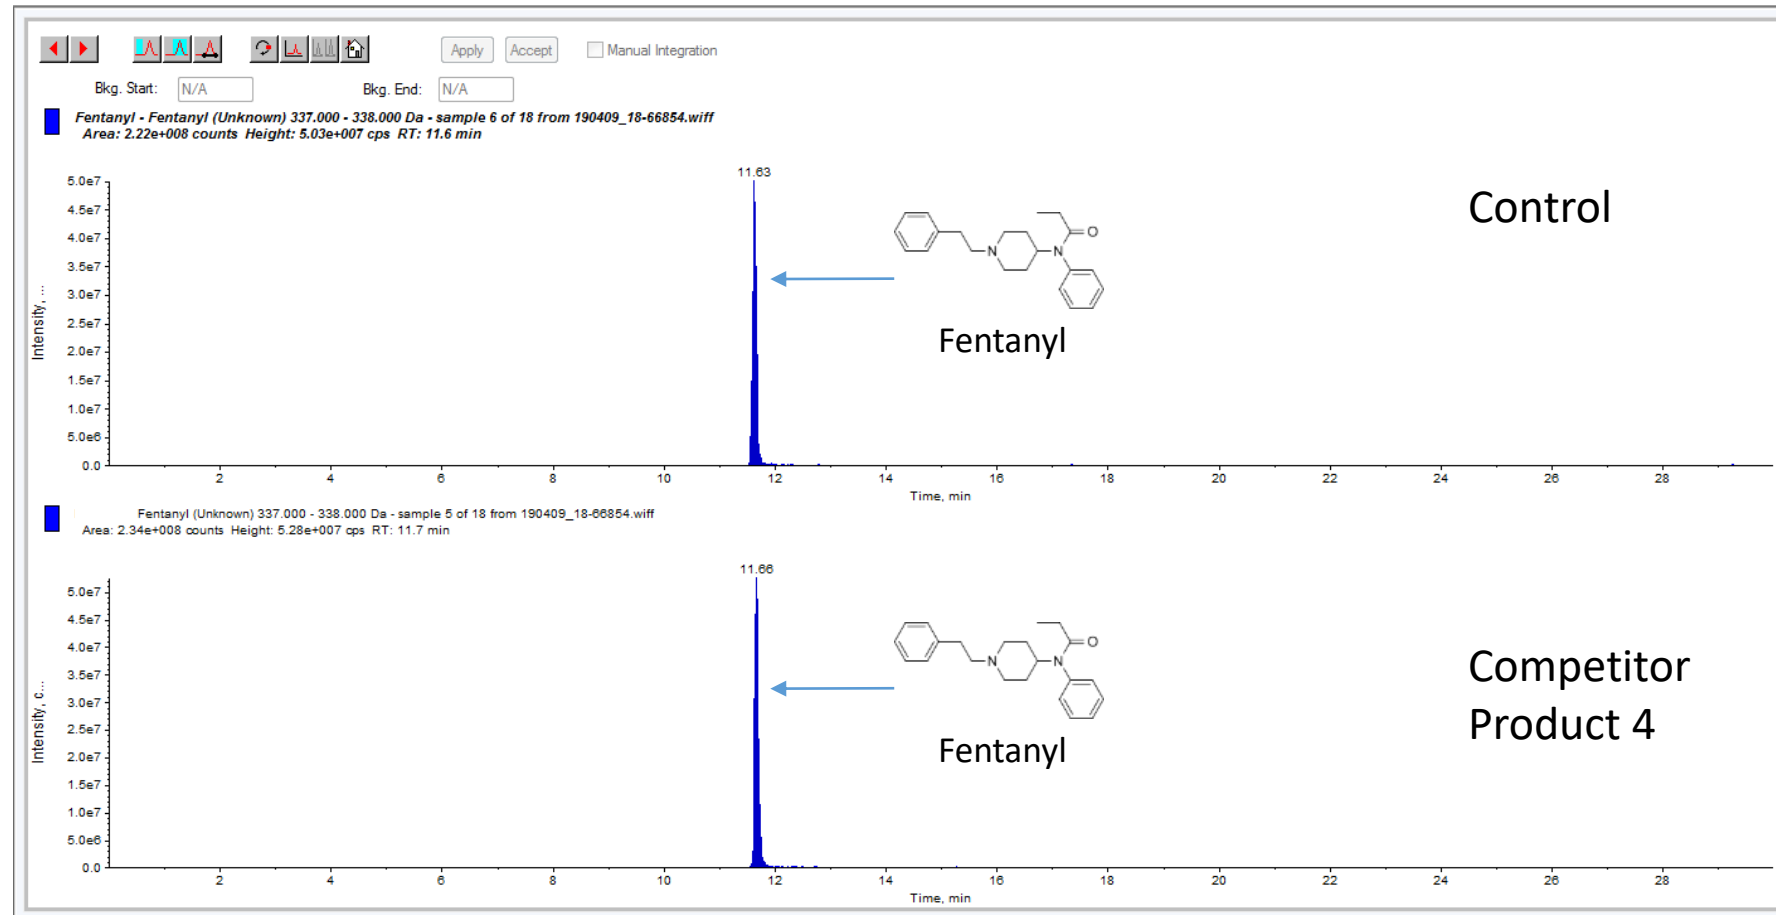 Apply Accept Manual Integration
Bkg. Start: N/A Bkg. End: N/A
Fentanyl - Fentanyl (Unknown) 337.000 - 338.000 Da - sample 6 of 18 from 190409_18-66854.wiff
Area: 2.22e+008 counts Height: 5.03e+007 cps RT: 11.6 min
11.63
Control
5.0e7
4.5e7
4.0e7
3.5e7
3.0e7
2.5e7
2.0e7
1.5e7
1.0e7
5.0e6
0.0
Intensity, ...
N
N
O
Fentanyl
2 4 6 8 10 12 14 16 18 20 22 24 26 28
Time, min
Fentanyl (Unknown) 337.000 - 338.000 Da - sample 5 of 18 from 190409_18-66854.wiff
Area: 2.34e+008 counts Height: 5.28e+007 cps RT: 11.7 min
11.66
5.0e7
4.5e7
4.0e7
3.5e7
3.0e7
2.5e7
2.0e7
1.5e7
1.0e7
5.0e6
0.0
Intensity, c...
N
N
O
Fentanyl
Competitor
Product 4
2 4 6 8 10 12 14 16 18 20 22 24 26 28
Time, min